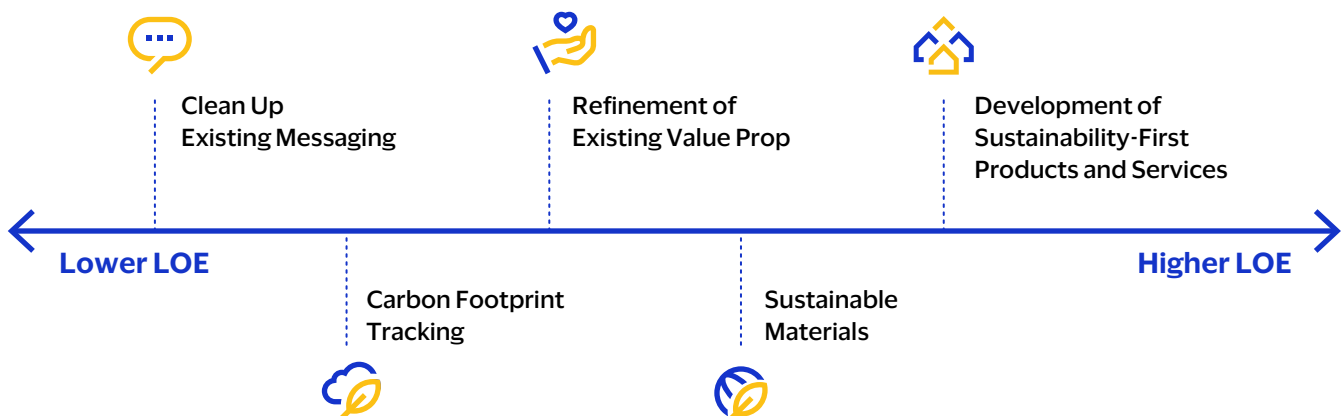 Clean Up
Existing Messaging
Refinement of
Existing Value Prop
Development of
Sustainability-First
Products and Services
Lower LOE
Higher LOE
Carbon Footprint
Tracking
Sustainable
Materials